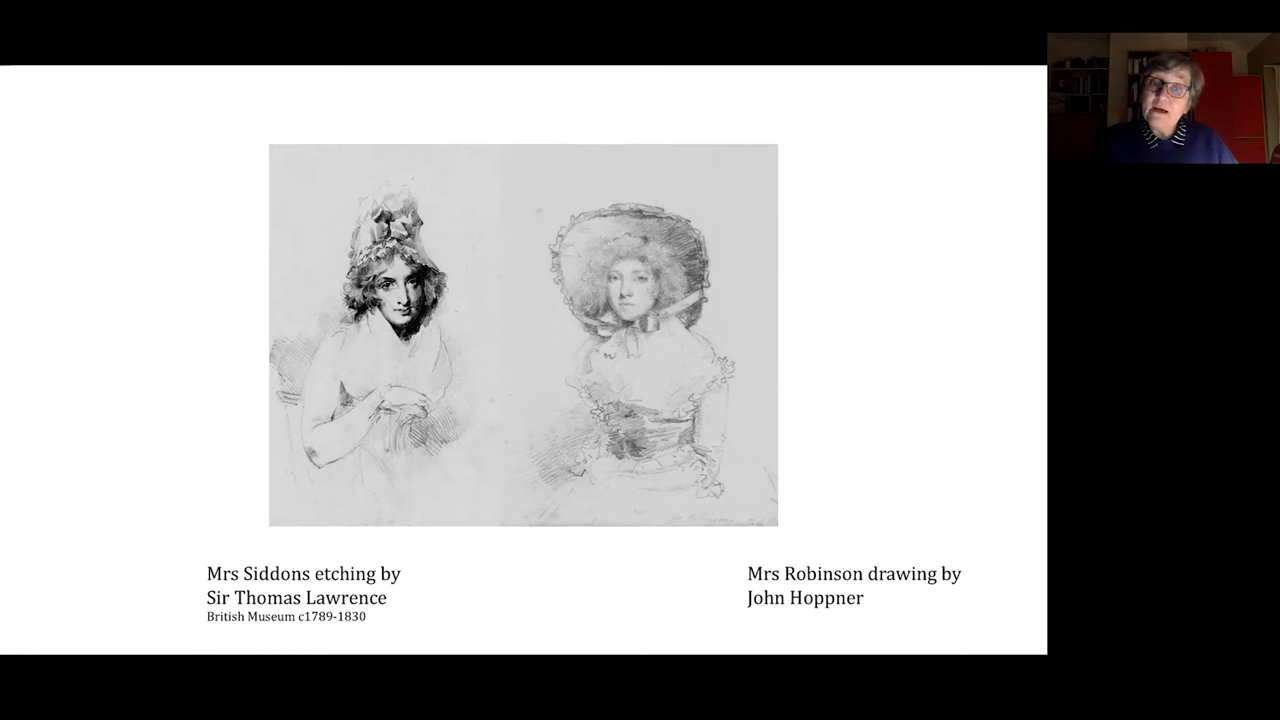 Mrs Siddons etching by
Sir Thomas Lawrence
British Museum c1789-1830
Mrs Robinson drawing by
John Hoppner